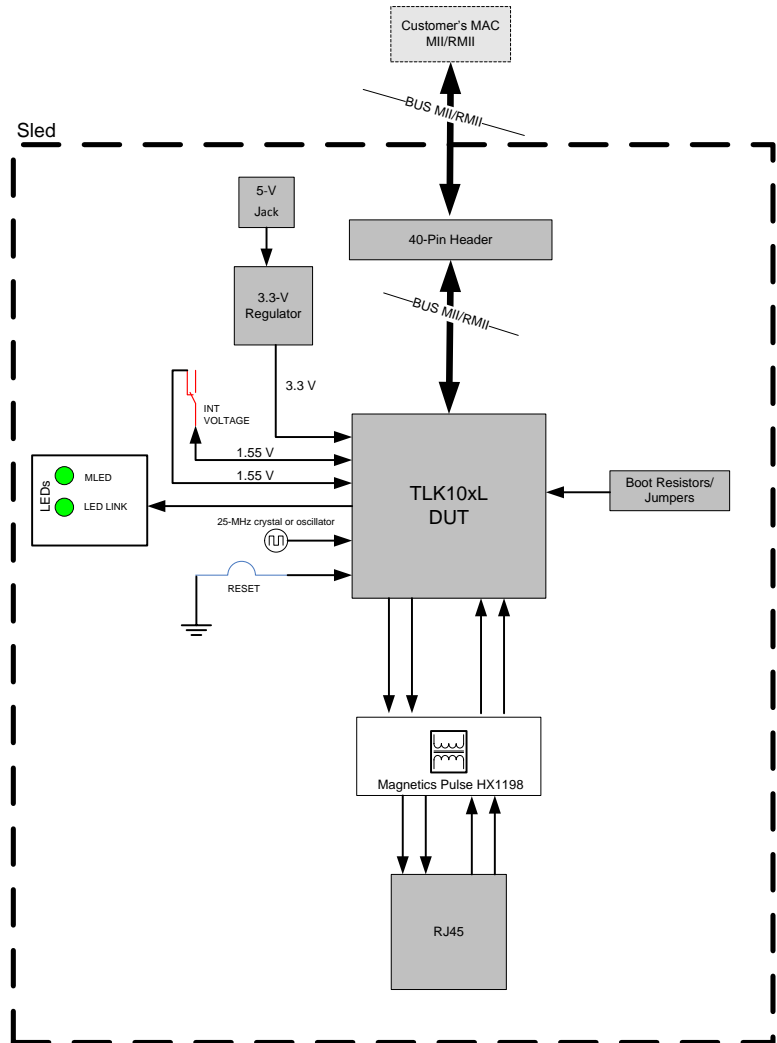 Customer's MAC
MII/RMII
BUS MII/RMII
Sled
5-V
Jack
40-Pin Header
3.3-V
Regulator
BUS MII/RMII
3.3 V
INT
VOLTAGE
1.55 V
1.55 V
LEDs
MLED
LED LINK
TLK10xL
DUT
Boot Resistors/
Jumpers
25-MHz crystal or oscillator
RESET
Magnetics Pulse HX1198
RJ45